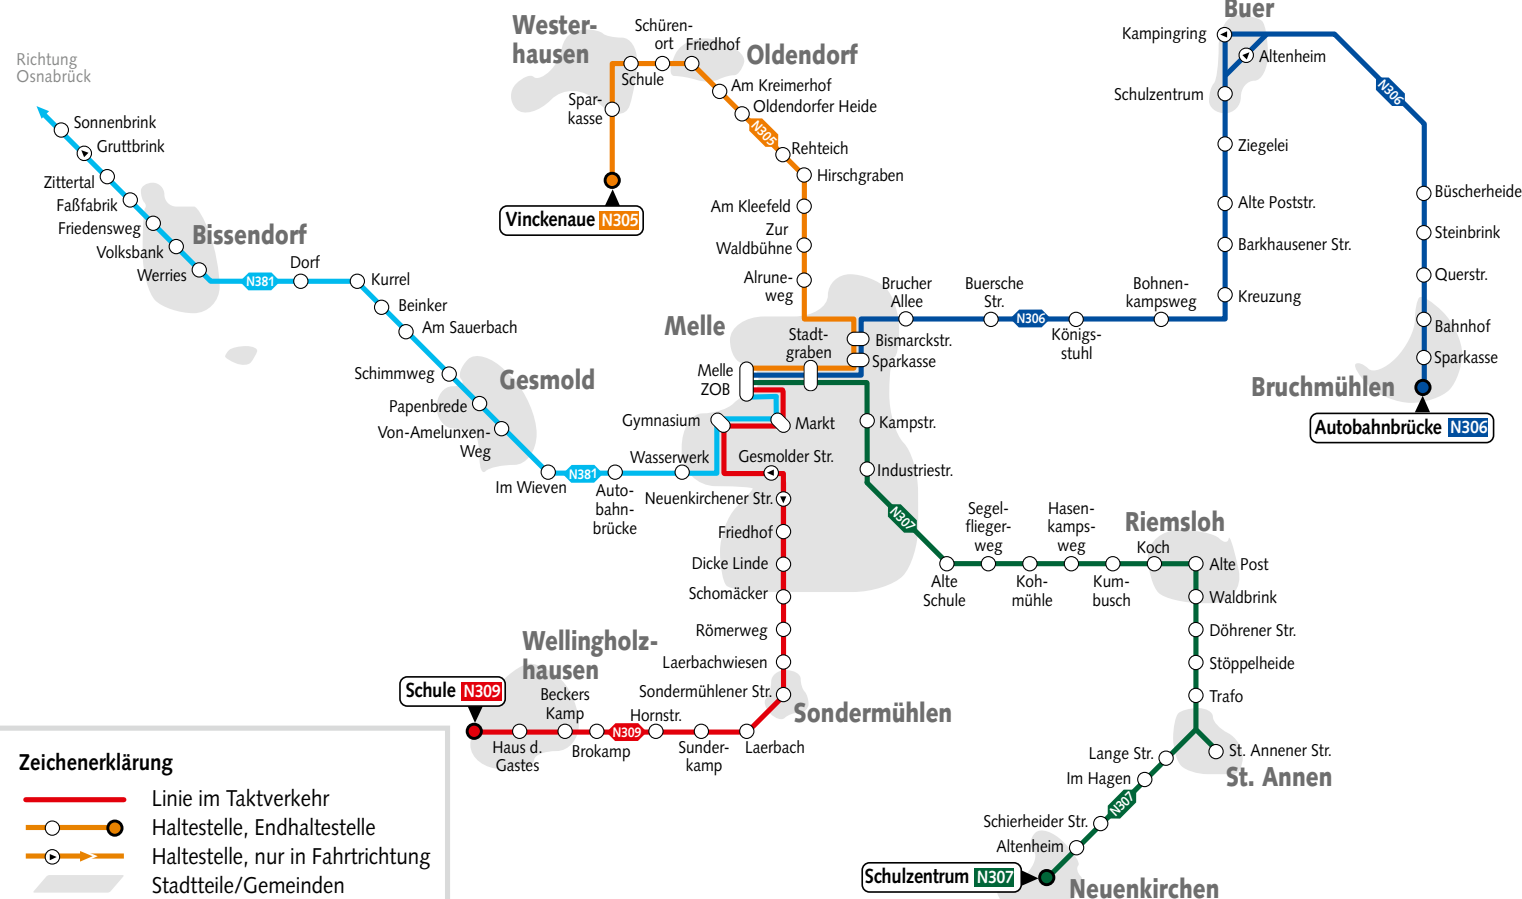 Richtung
Osnabrück
Sonnenbrink
Gruttbrink
Zittertal
Faßfabrik
Friedensweg
Volksbank
Werries
Bissendorf
N381
Dorf
Kurrel
Beinker
Am Sauerbach
Schimmweg
Gesmold
Papenbrede
Von-Amelunxen-
Weg
Im Wieven
N381
Auto-
bahn-
brücke
Wasserwerk
Gymnasium
Markt
Wester-
hausen
Schüren-
ort
Friedhof
Oldendorf
Schule
Spar-
kasse
Vinckenaue N305
Am Kreimerhof
Oldendorfer Heide
N305
Rehteich
Hirschgraben
Am Kleefeld
Zur
Waldbühne
Alrune-
weg
Melle
Stadt-
graben
Melle
ZOB
Bismarckstr.
Sparkasse
Brucher
Allee
Buersche
Str.
N306
Königs-
stuhl
Bohnen-
kampsweg
Kreuzung
Barkhausener Str.
Alte Poststr.
Ziegelei
Schulzentrum
Kampingring
Buer
Altenheim
N306
Büscherheide
Steinbrink
Querstr.
Bahnhof
Sparkasse
Bruchmühlen
Autobahnbrücke N306
Kampstr.
Industriestr.
N307
Alte
Schule
Segel-
flieger-
weg
Koh-
mühle
Hasen-
kamps-
weg
Kum-
busch
Koch
Riemsloh
Alte Post
Waldbrink
Döhrener Str.
Stöppelheide
Trafo
St. Annener Str.
St. Annen
Lange Str.
Im Hagen
N307
Schierheider Str.
Altenheim
Schulzentrum N307
Neuenkirchen
Gesmolder Str.
Neuenkirchener Str.
Friedhof
Dicke Linde
Schomäcker
Römerweg
Laerbachwiesen
Sondermühlener Str.
Sondermühlen
Laerbach
Sunder-
kamp
Hornstr.
N309
Brokamp
Beckers
Kamp
Haus d.
Gastes
Wellingholz-
hausen
Schule N309
Zeichenerklärung
Linie im Taktverkehr
Haltestelle, Endhaltestelle
Haltestelle, nur in Fahrtrichtung
Stadtteile/Gemeinden